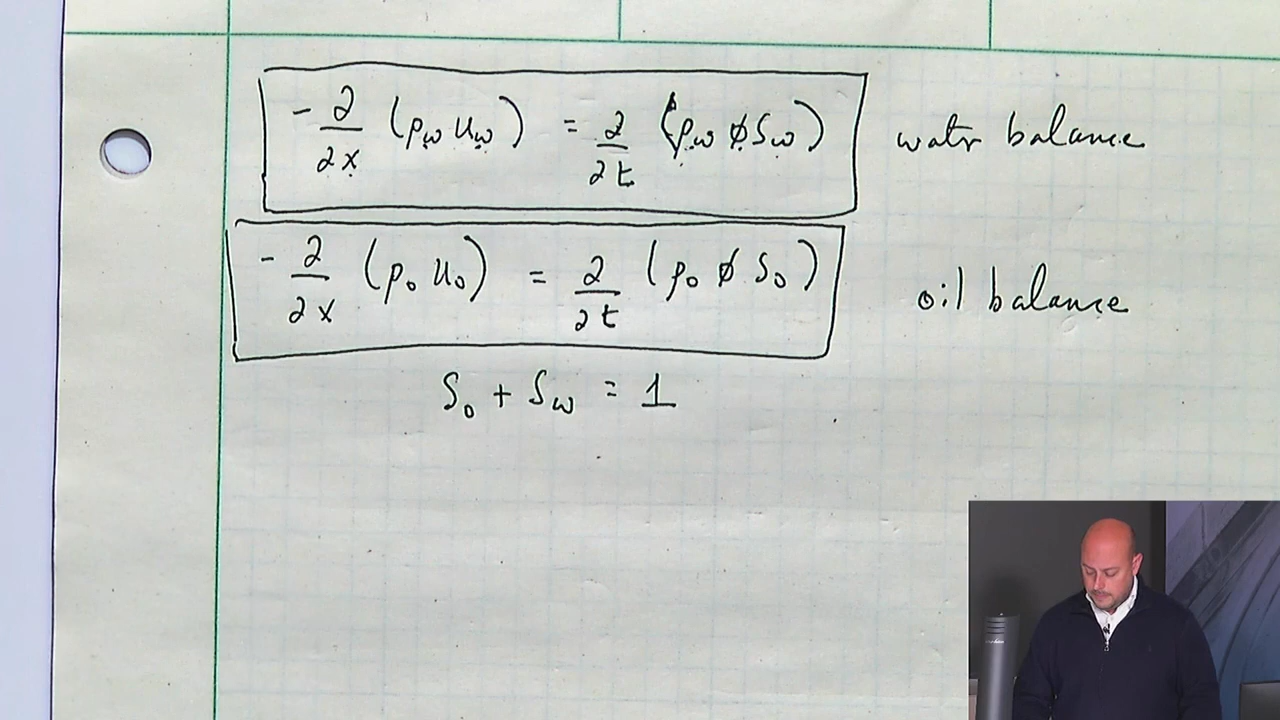 - ∂/∂x (ρw uw) = ∂/∂t (ρw ϕ Sw) water balance
- ∂/∂x (ρo uo) = ∂/∂t (ρo ϕ So) oil balance
So + Sw = 1